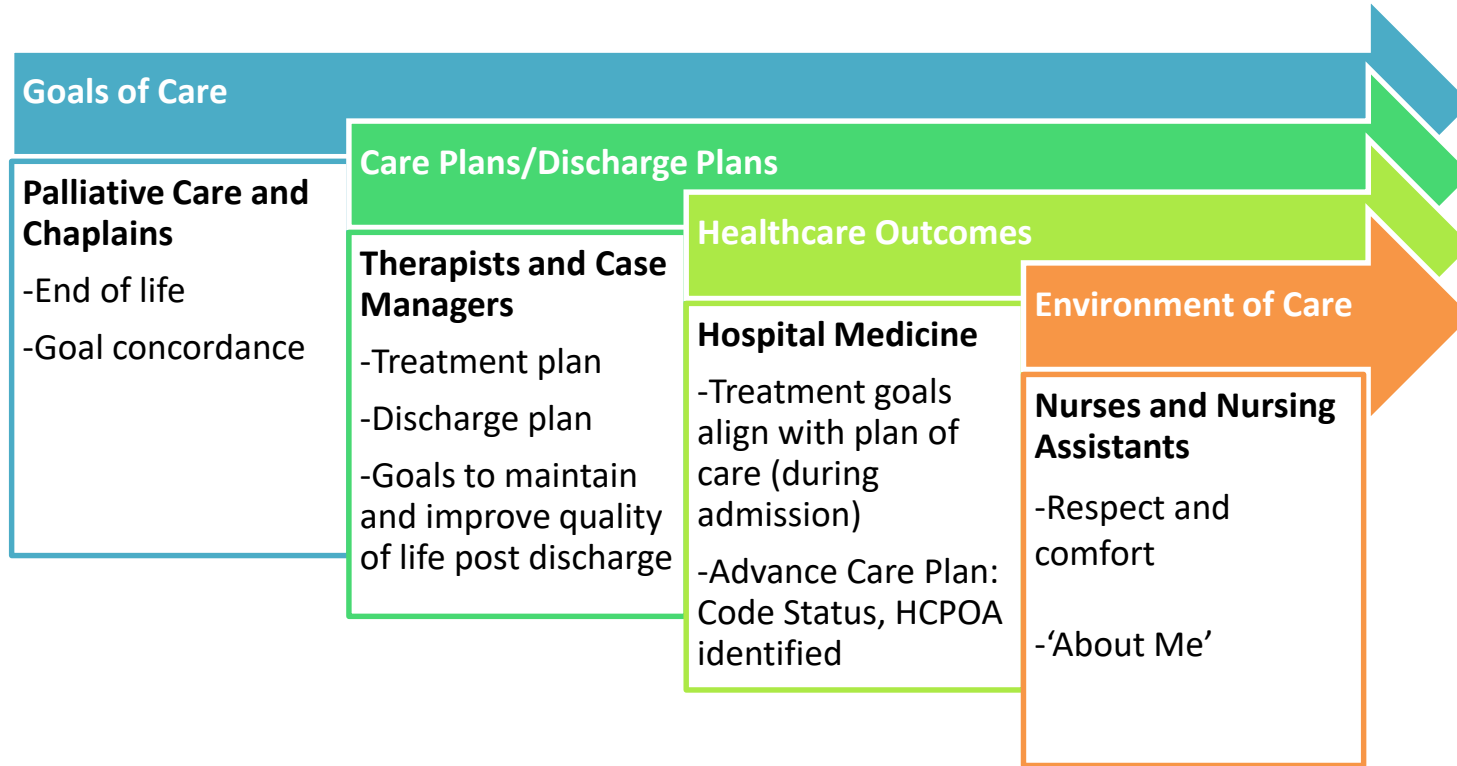 Goals of Care
Palliative Care and
Chaplains
-End of life
-Goal concordance
Care Plans/Discharge Plans
Therapists and Case
Managers
-Treatment plan
-Discharge plan
-Goals to maintain
and improve quality
of life post discharge
Healthcare Outcomes
Hospital Medicine
-Treatment goals
align with plan of
care (during
admission)
-Advance Care Plan:
Code Status, HCPOA
identified
Environment of Care
Nurses and Nursing
Assistants
-Respect and
comfort
-‘About Me’